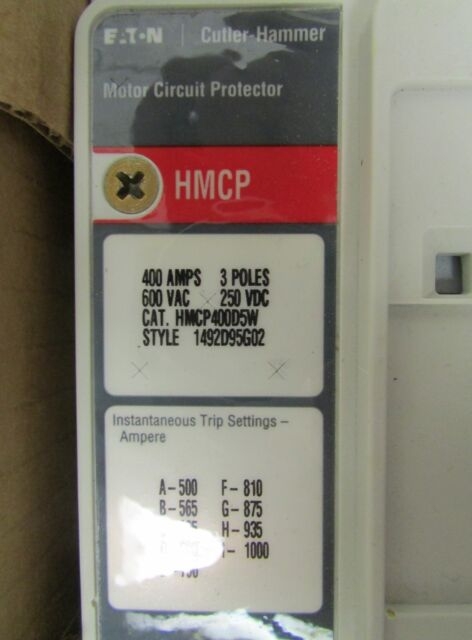 EATON | Cutler-Hammer
Motor Circuit Protector
HMCP
400 AMPS 3 POLES
600 VAC 250 VDC
CAT. HMCP400D5W
STYLE 1492D95G02
Instantaneous Trip Settings –
Ampere
A-500 F-810
B-565 G-875
H-935
1000